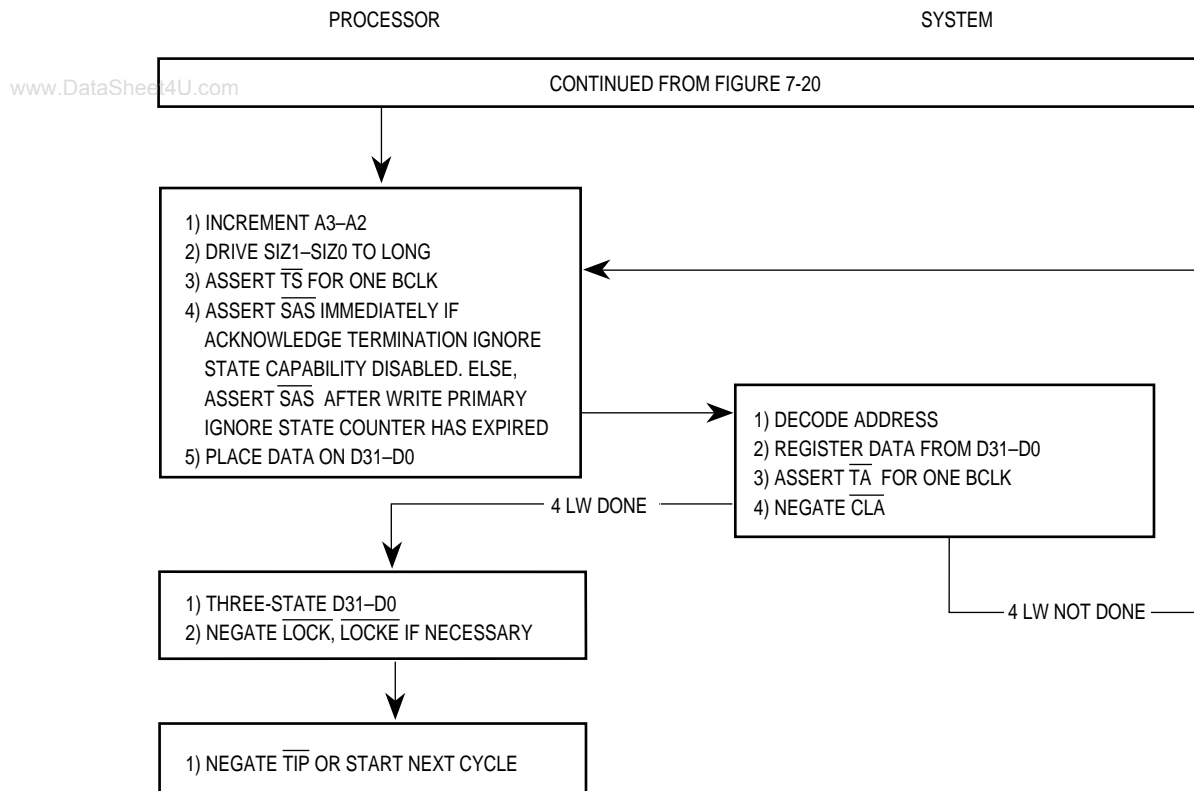 PROCESSOR
SYSTEM
www.DataSheet4U.com
CONTINUED FROM FIGURE 7-20
1) INCREMENT A3–A2
2) DRIVE SIZ1–SIZ0 TO LONG
3) ASSERT TS FOR ONE BCLK
4) ASSERT SAS IMMEDIATELY IF
ACKNOWLEDGE TERMINATION IGNORE
STATE CAPABILITY DISABLED. ELSE,
ASSERT SAS AFTER WRITE PRIMARY
IGNORE STATE COUNTER HAS EXPIRED
5) PLACE DATA ON D31–D0
1) DECODE ADDRESS
2) REGISTER DATA FROM D31–D0
3) ASSERT TA FOR ONE BCLK
4) NEGATE CLA
4 LW DONE
4 LW NOT DONE
1) THREE-STATE D31–D0
2) NEGATE LOCK, LOCKE IF NECESSARY
1) NEGATE TIP OR START NEXT CYCLE